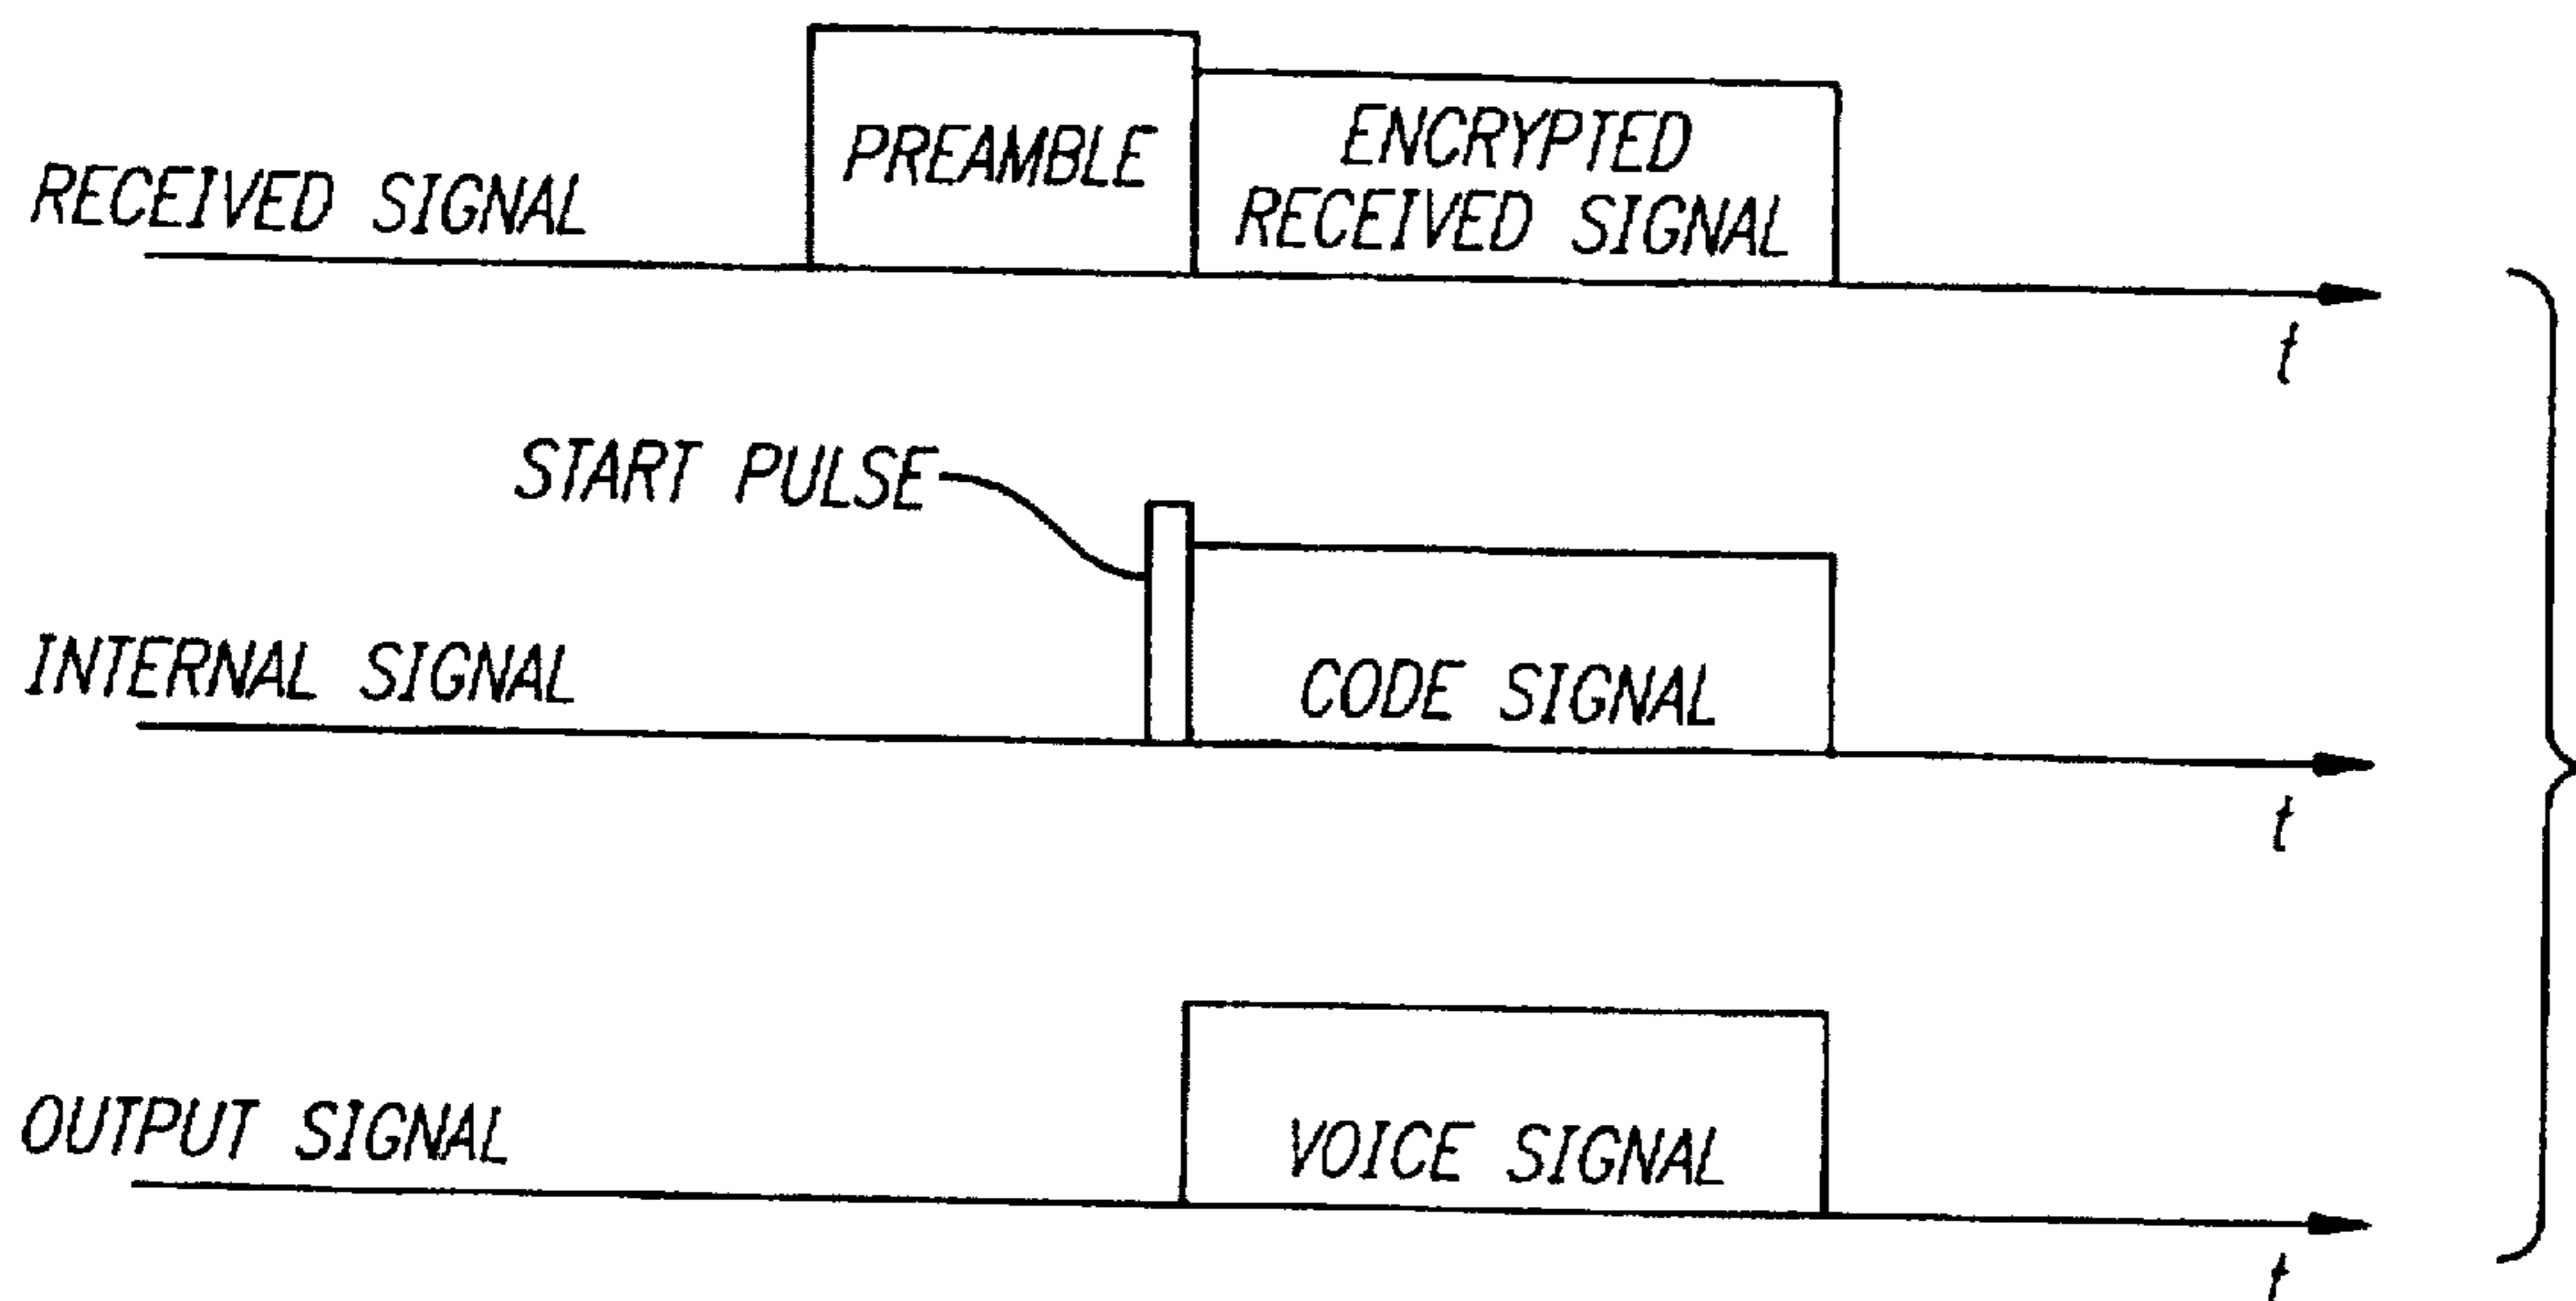 RECEIVED SIGNAL
PREAMBLE
ENCRYPTED
RECEIVED SIGNAL
t
START PULSE
INTERNAL SIGNAL
CODE SIGNAL
t
OUTPUT SIGNAL
VOICE SIGNAL
t